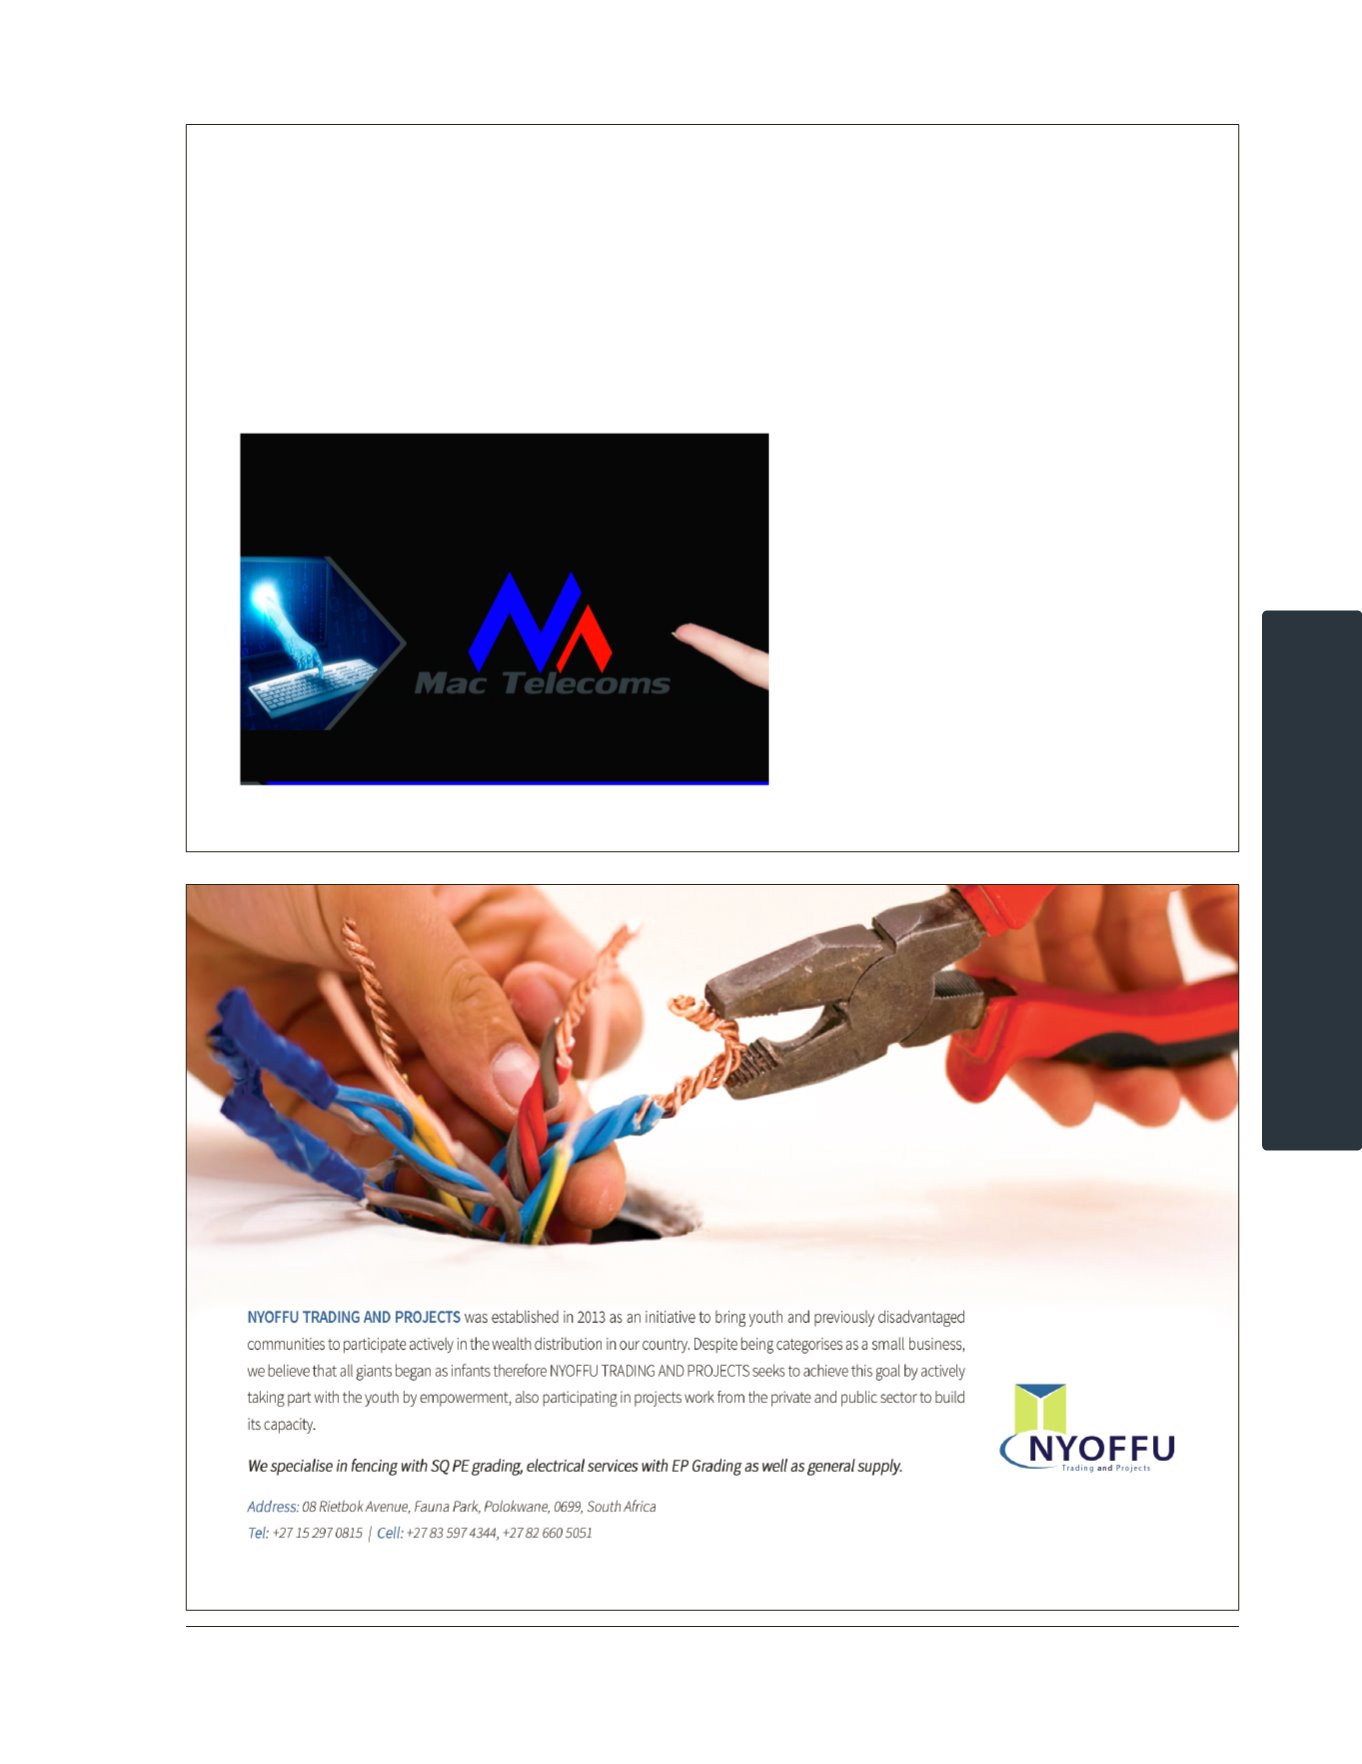 Mac Telecoms
NYOFFU TRADING AND PROJECTS was established in 2013 as an initiative to bring youth and previously disadvantaged
communities to participate actively in the wealth distribution in our country. Despite being categorises as a small business,
we believe that all giants began as infants therefore NYOFFU TRADING AND PROJECTS seeks to achieve this goal by actively
taking part with the youth by empowerment, also participating in projects work from the private and public sector to build
its capacity.
NYOFFU
Trading and Projects
We specialise in fencing with SQ PE grading, electrical services with EP Grading as well as general supply.
Address: 08 Rietbok Avenue, Fauna Park, Polokwane, 0699, South Africa
Tel: +27 15 297 0815 | Cell: +27 83 597 4344, +27 82 660 5051